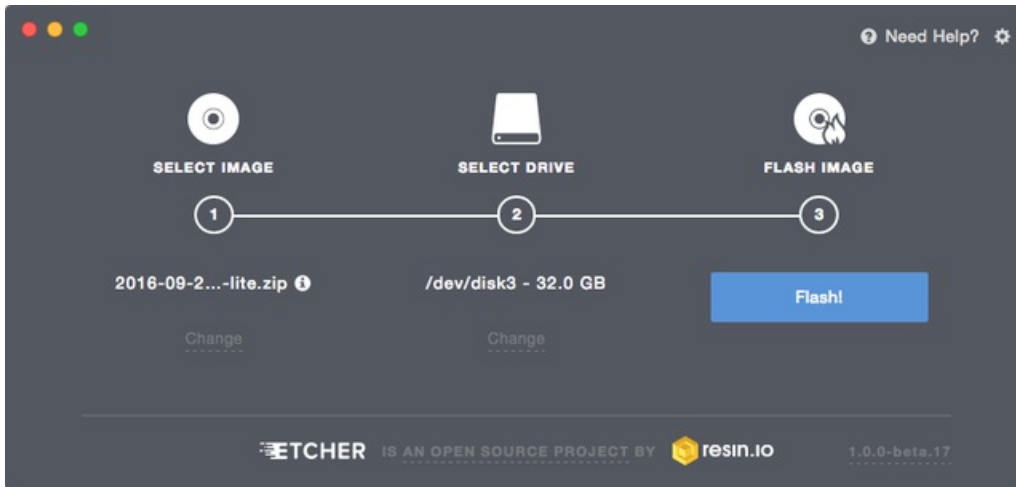 Need Help?
SELECT IMAGE SELECT DRIVE FLASH IMAGE
1 2 3
2016-09-2...-lite.zip /dev/disk3 - 32.0 GB Flash!
Change Change
ETCHER IS AN OPEN SOURCE PROJECT BY resin.io 1.0.0-beta.17